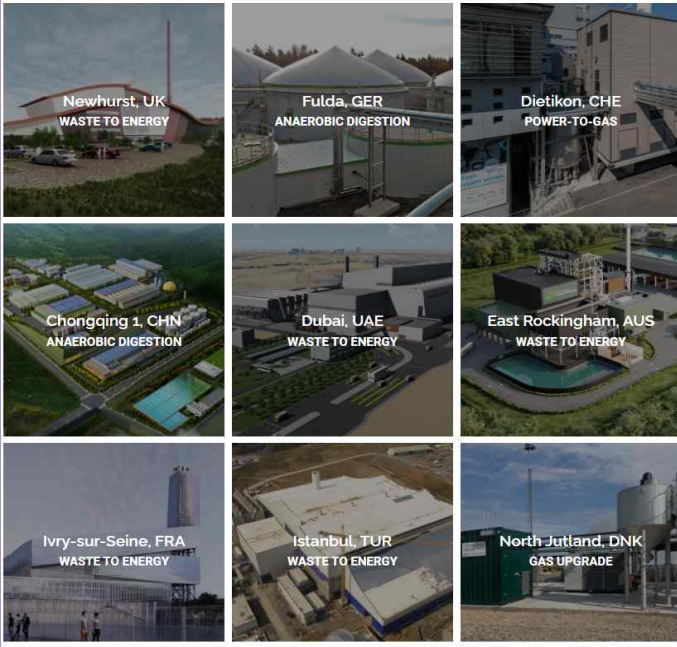 Newhurst, UK
WASTE TO ENERGY
Fulda, GER
ANAEROBIC DIGESTION
Dietikon, CHE
POWER-TO-GAS
Chongqing 1, CHN
ANAEROBIC DIGESTION
Dubai, UAE
WASTE TO ENERGY
East Rockingham, AUS
WASTE TO ENERGY
Ivry-sur-Seine, FRA
WASTE TO ENERGY
Istanbul, TUR
WASTE TO ENERGY
North Jutland, DNK
GAS UPGRADE